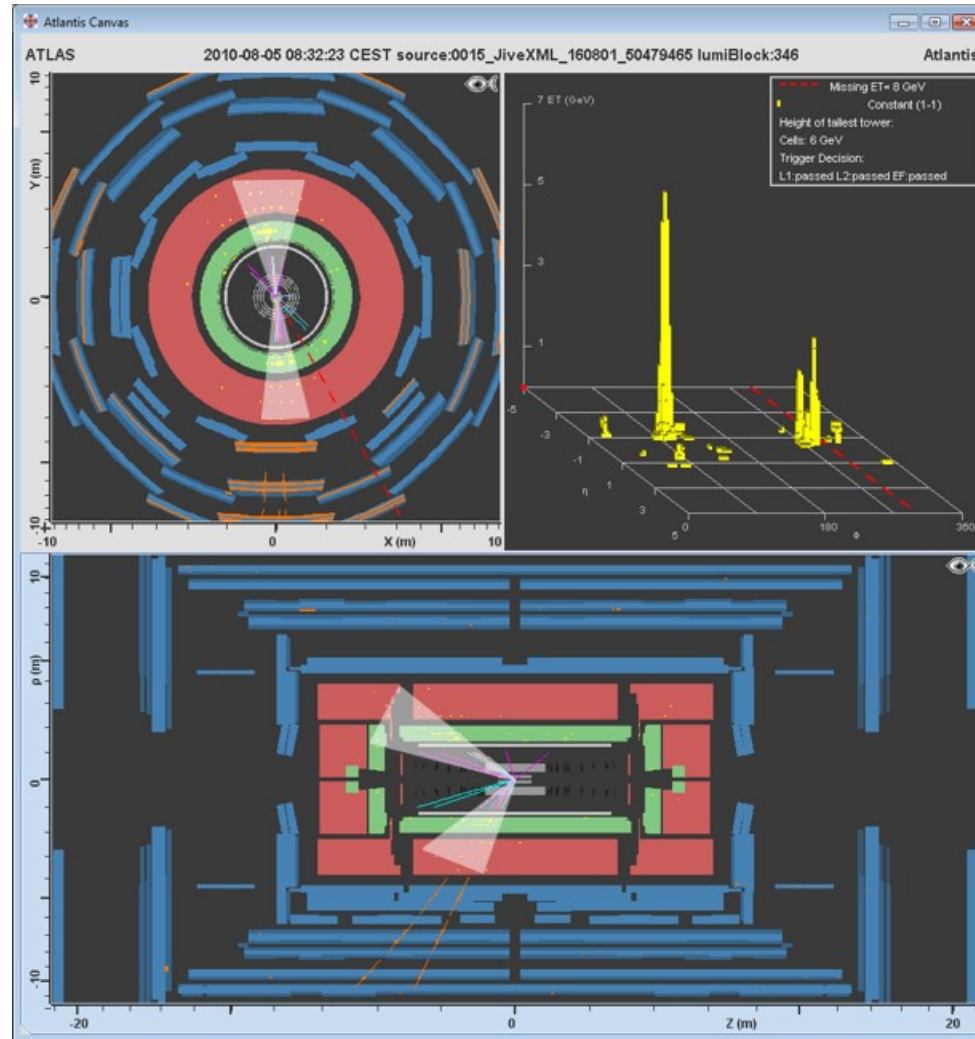 Atlantis Canvas
ATLAS 2010-08-05 08:32:23 CEST source:0015_JiveXML_160801_50479465 lumiBlock:346 Atlantis
10
Y (m)
0
-10
-10 0 X (m) 10
7 ET (GeV)
5
3
1
-5
-3
-1
η 1
3
5 0 180 Φ 360
Missing ET= 8 GeV
Constant (1-1)
Height of tallest tower:
Cells: 6 GeV
Trigger Decision:
L1:passed L2:passed EF:passed
10
ρ (m)
0
-10
-20 0 Z (m) 20